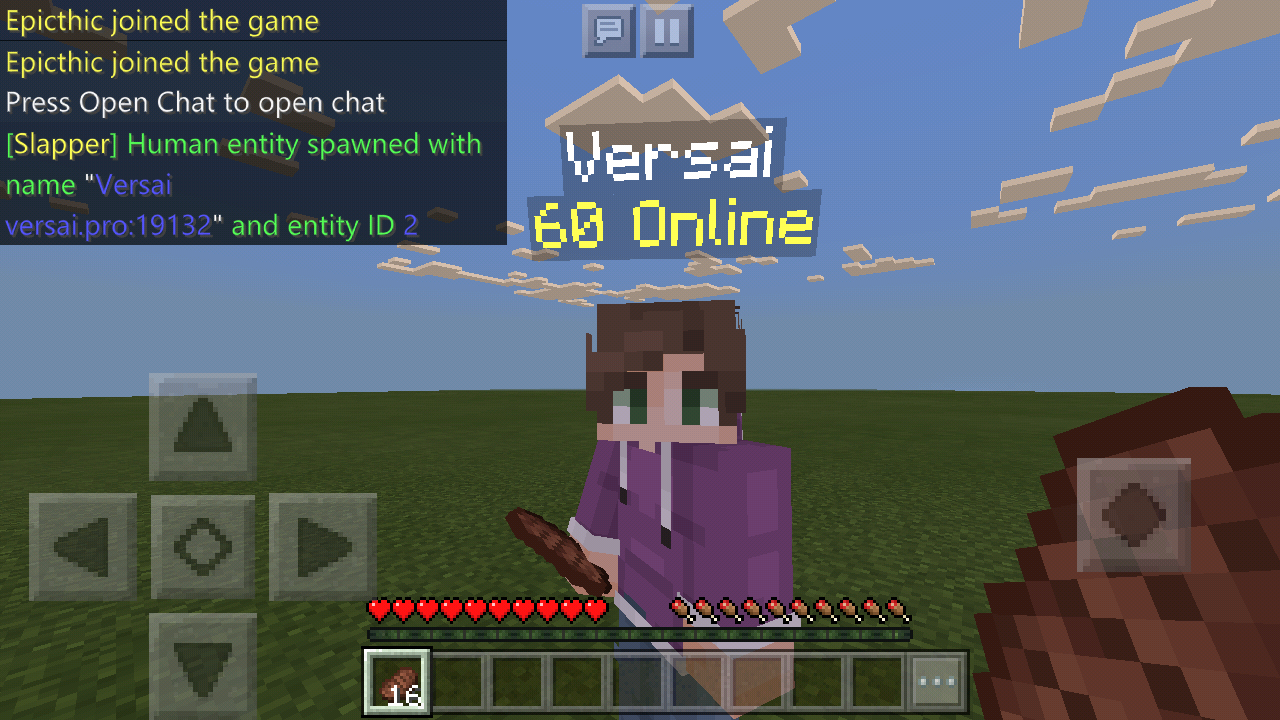 Epicthic joined the game
Epicthic joined the game
Press Open Chat to open chat
[Slapper] Human entity spawned with
name "Versai
versai.pro:19132" and entity ID 2
Versai
60 Online
16